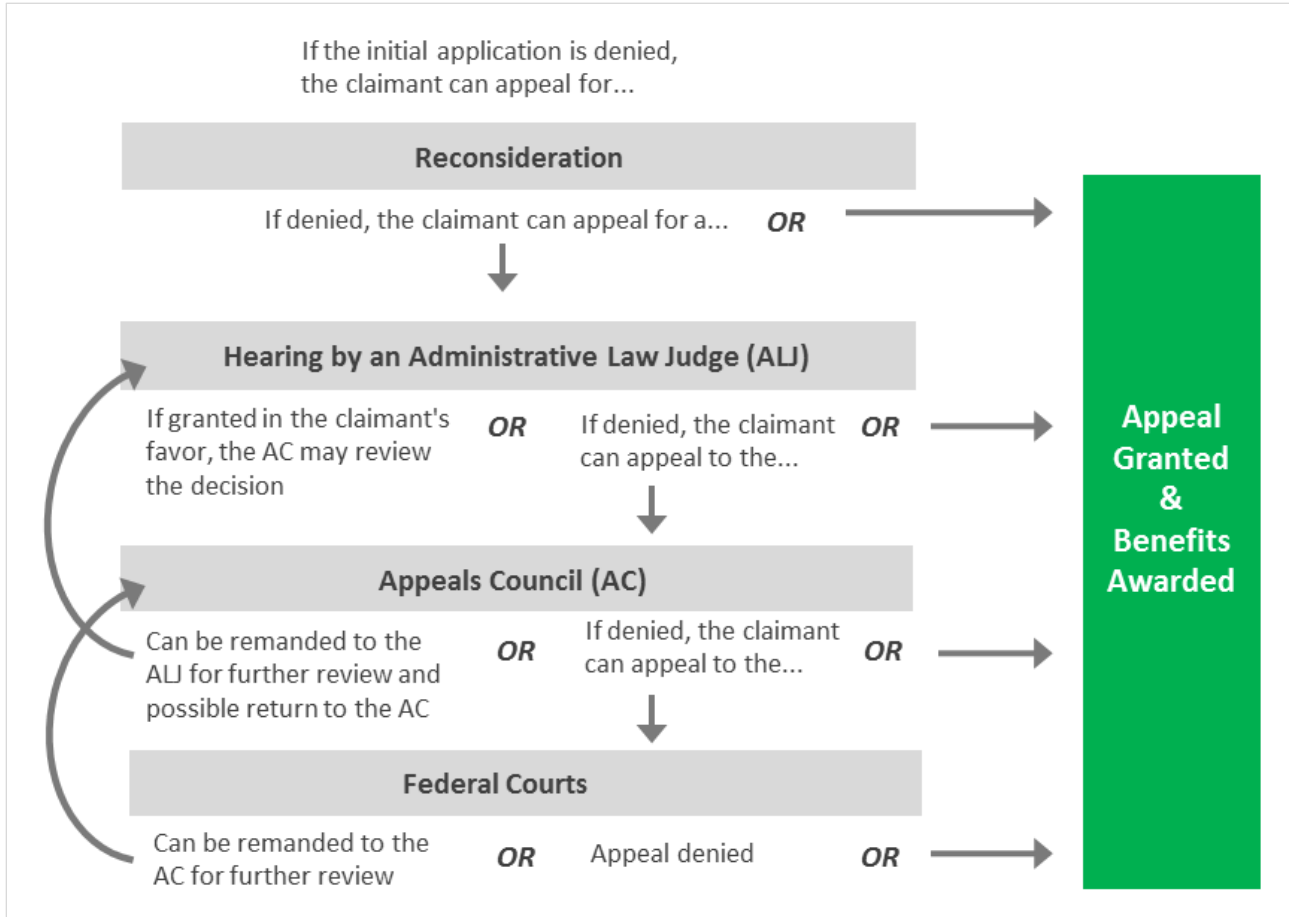 If the initial application is denied,
the claimant can appeal for...
Reconsideration
If denied, the claimant can appeal for a... OR
Hearing by an Administrative Law Judge (ALJ)
If granted in the claimant's
favor, the AC may review
the decision
OR
If denied, the claimant
can appeal to the...
OR
Appeals Council (AC)
Can be remanded to the
ALJ for further review and
possible return to the AC
OR
If denied, the claimant
can appeal to the...
OR
Federal Courts
Can be remanded to the
AC for further review
OR
Appeal denied
OR
Appeal
Granted
&
Benefits
Awarded